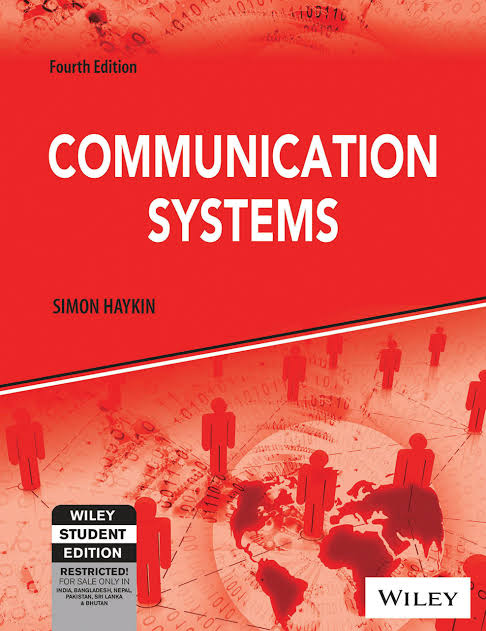 Fourth Edition
COMMUNICATION
SYSTEMS
SIMON HAYKIN
WILEY
STUDENT
EDITION
RESTRICTED!
FOR SALE ONLY IN
INDIA, BANGLADESH, NEPAL,
PAKISTAN, SRI LANKA
& BHUTAN
WILEY